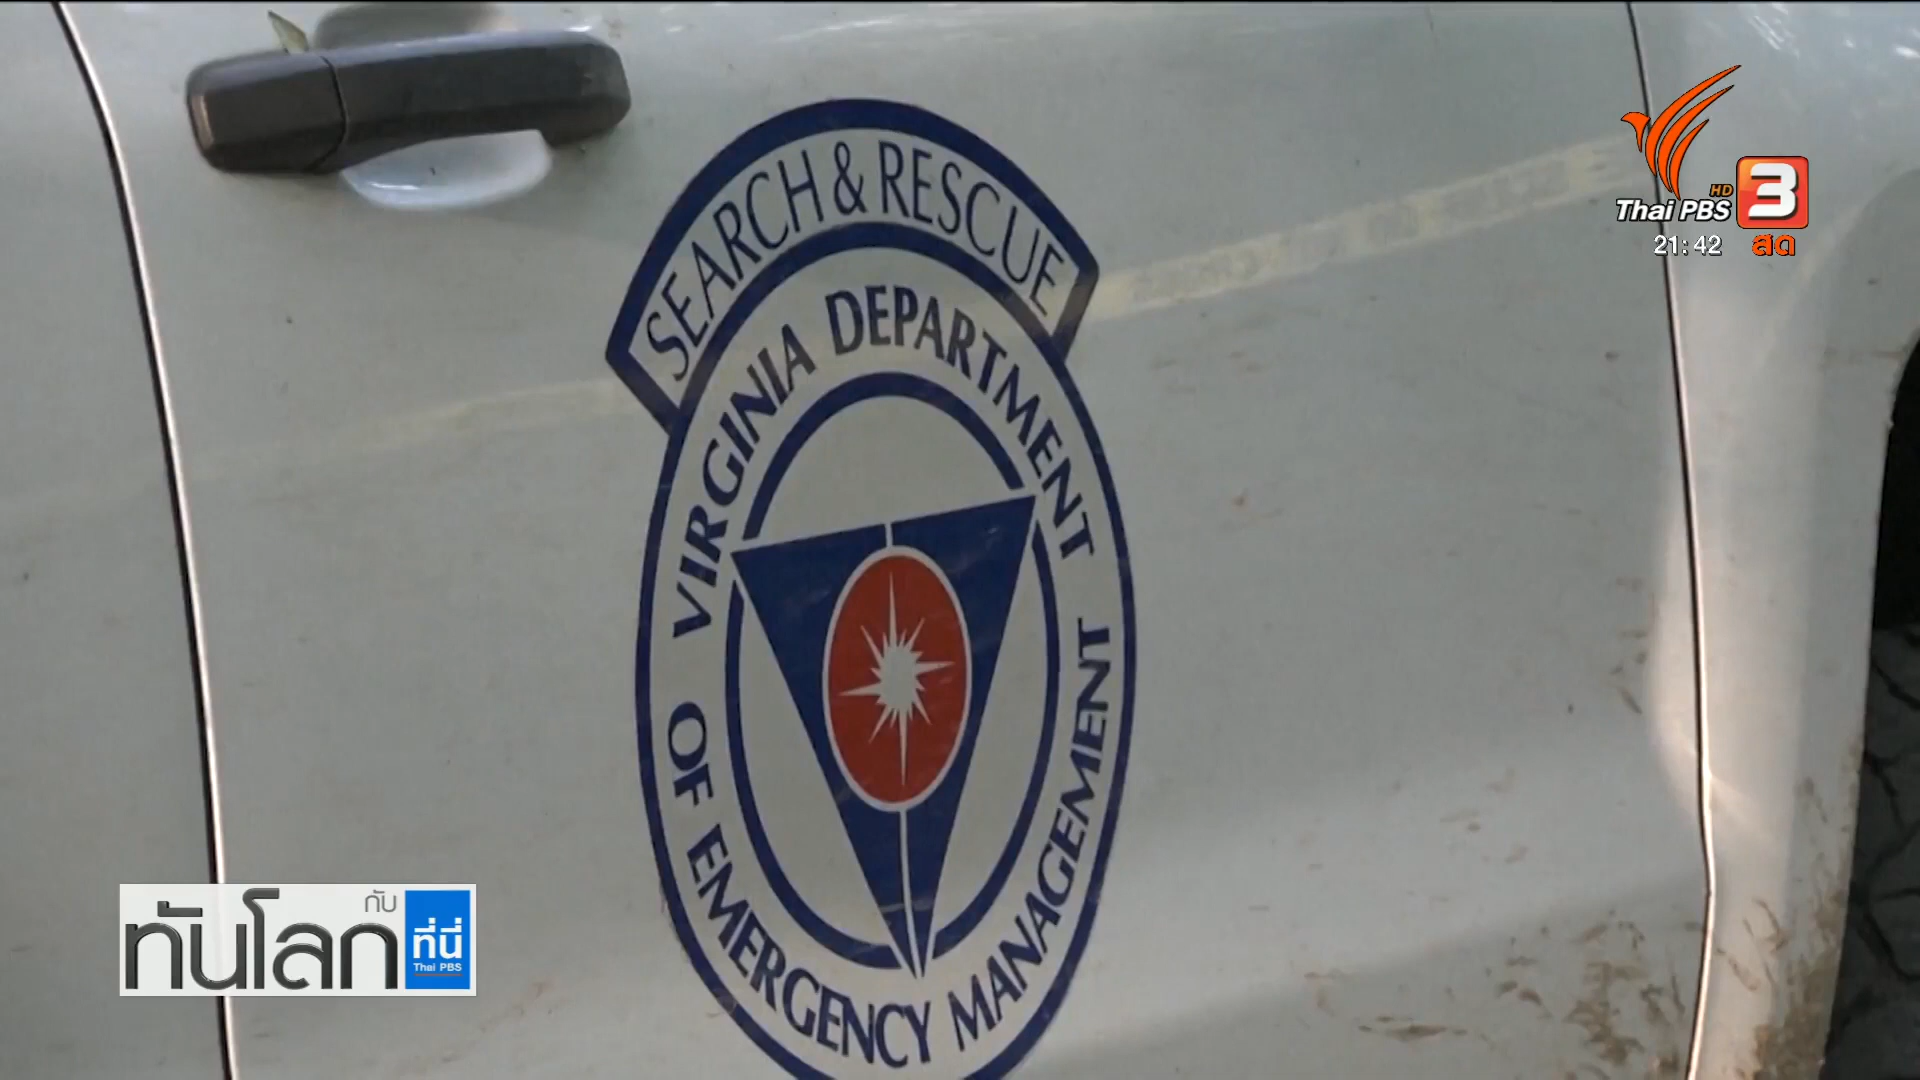 SEARCH & RESCUE
VIRGINIA DEPARTMENT
OF EMERGENCY MANAGEMENT
HD
Thai PBS 3
21:42 สด
ทันโลก กับ ที่นี่
Thai PBS